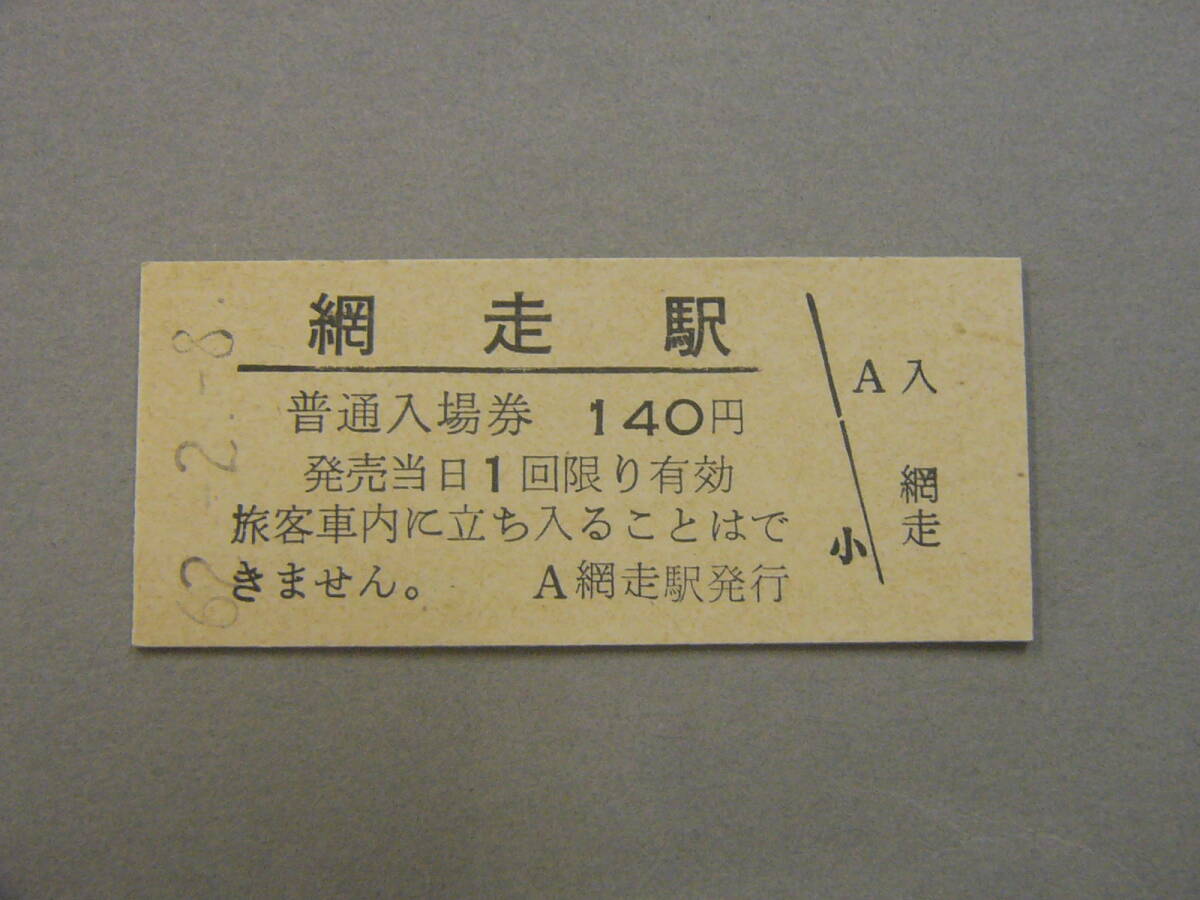 網走駅
普通入場券 140円
発売当日1回限り有効
旅客車内に立ち入ることはで
きません。 A網走駅発行
62.-2.-8.
A入
網走
小